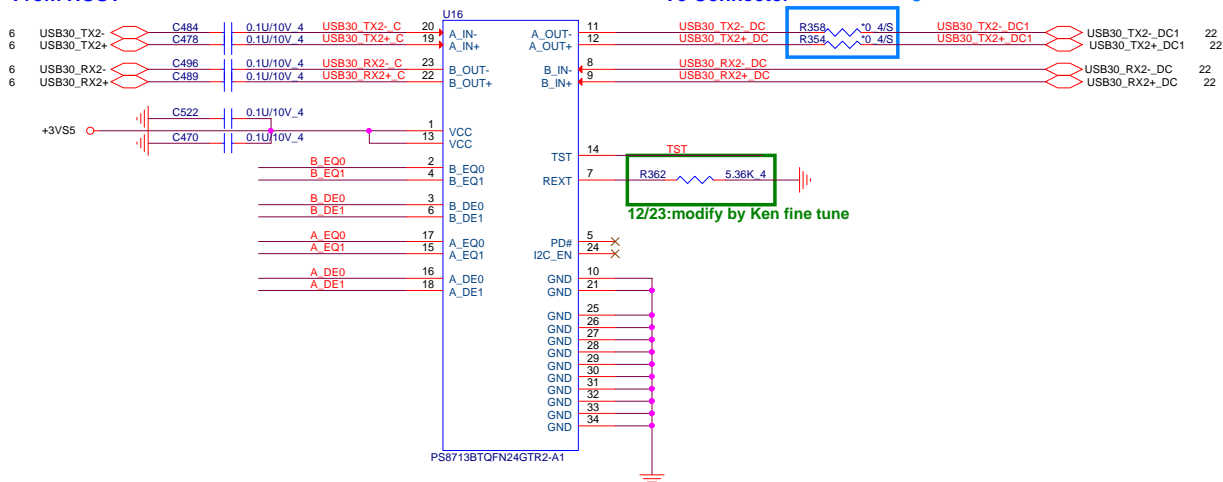 U16
6 USB30_TX2- C484 0.1U/10V_4 USB30_TX2-_C 20 A_IN- A_OUT- 11 USB30_TX2-_DC R358 *0_4/S USB30_TX2-_DC1 USB30_TX2-_DC1 22
6 USB30_TX2+ C478 0.1U/10V_4 USB30_TX2+_C 19 A_IN+ A_OUT+ 12 USB30_TX2+_DC R354 *0_4/S USB30_TX2+_DC1 USB30_TX2+_DC1 22
6 USB30_RX2- C496 0.1U/10V_4 USB30_RX2-_C 23 B_OUT- B_IN- 8 USB30_RX2-_DC USB30_RX2-_DC 22
6 USB30_RX2+ C489 0.1U/10V_4 USB30_RX2+_C 22 B_OUT+ B_IN+ 9 USB30_RX2+_DC USB30_RX2+_DC 22
C522 0.1U/10V_4
+3VS5 1 VCC
C470 0.1U/10V_4 13 VCC
TST 14 TST
B_EQ0 2 B_EQ0
B_EQ1 4 B_EQ1 REXT 7 R362 5.36K_4
B_DE0 3 B_DE0
B_DE1 6 B_DE1
12/23:modify by Ken fine tune
A_EQ0 17 A_EQ0 PD# 5
A_EQ1 15 A_EQ1 I2C_EN 24
A_DE0 16 A_DE0 GND 10
A_DE1 18 A_DE1 GND 21
GND 25
GND 26
GND 27
GND 28
GND 29
GND 30
GND 31
GND 32
GND 33
GND 34
PS8713BTQFN24GTR2-A1